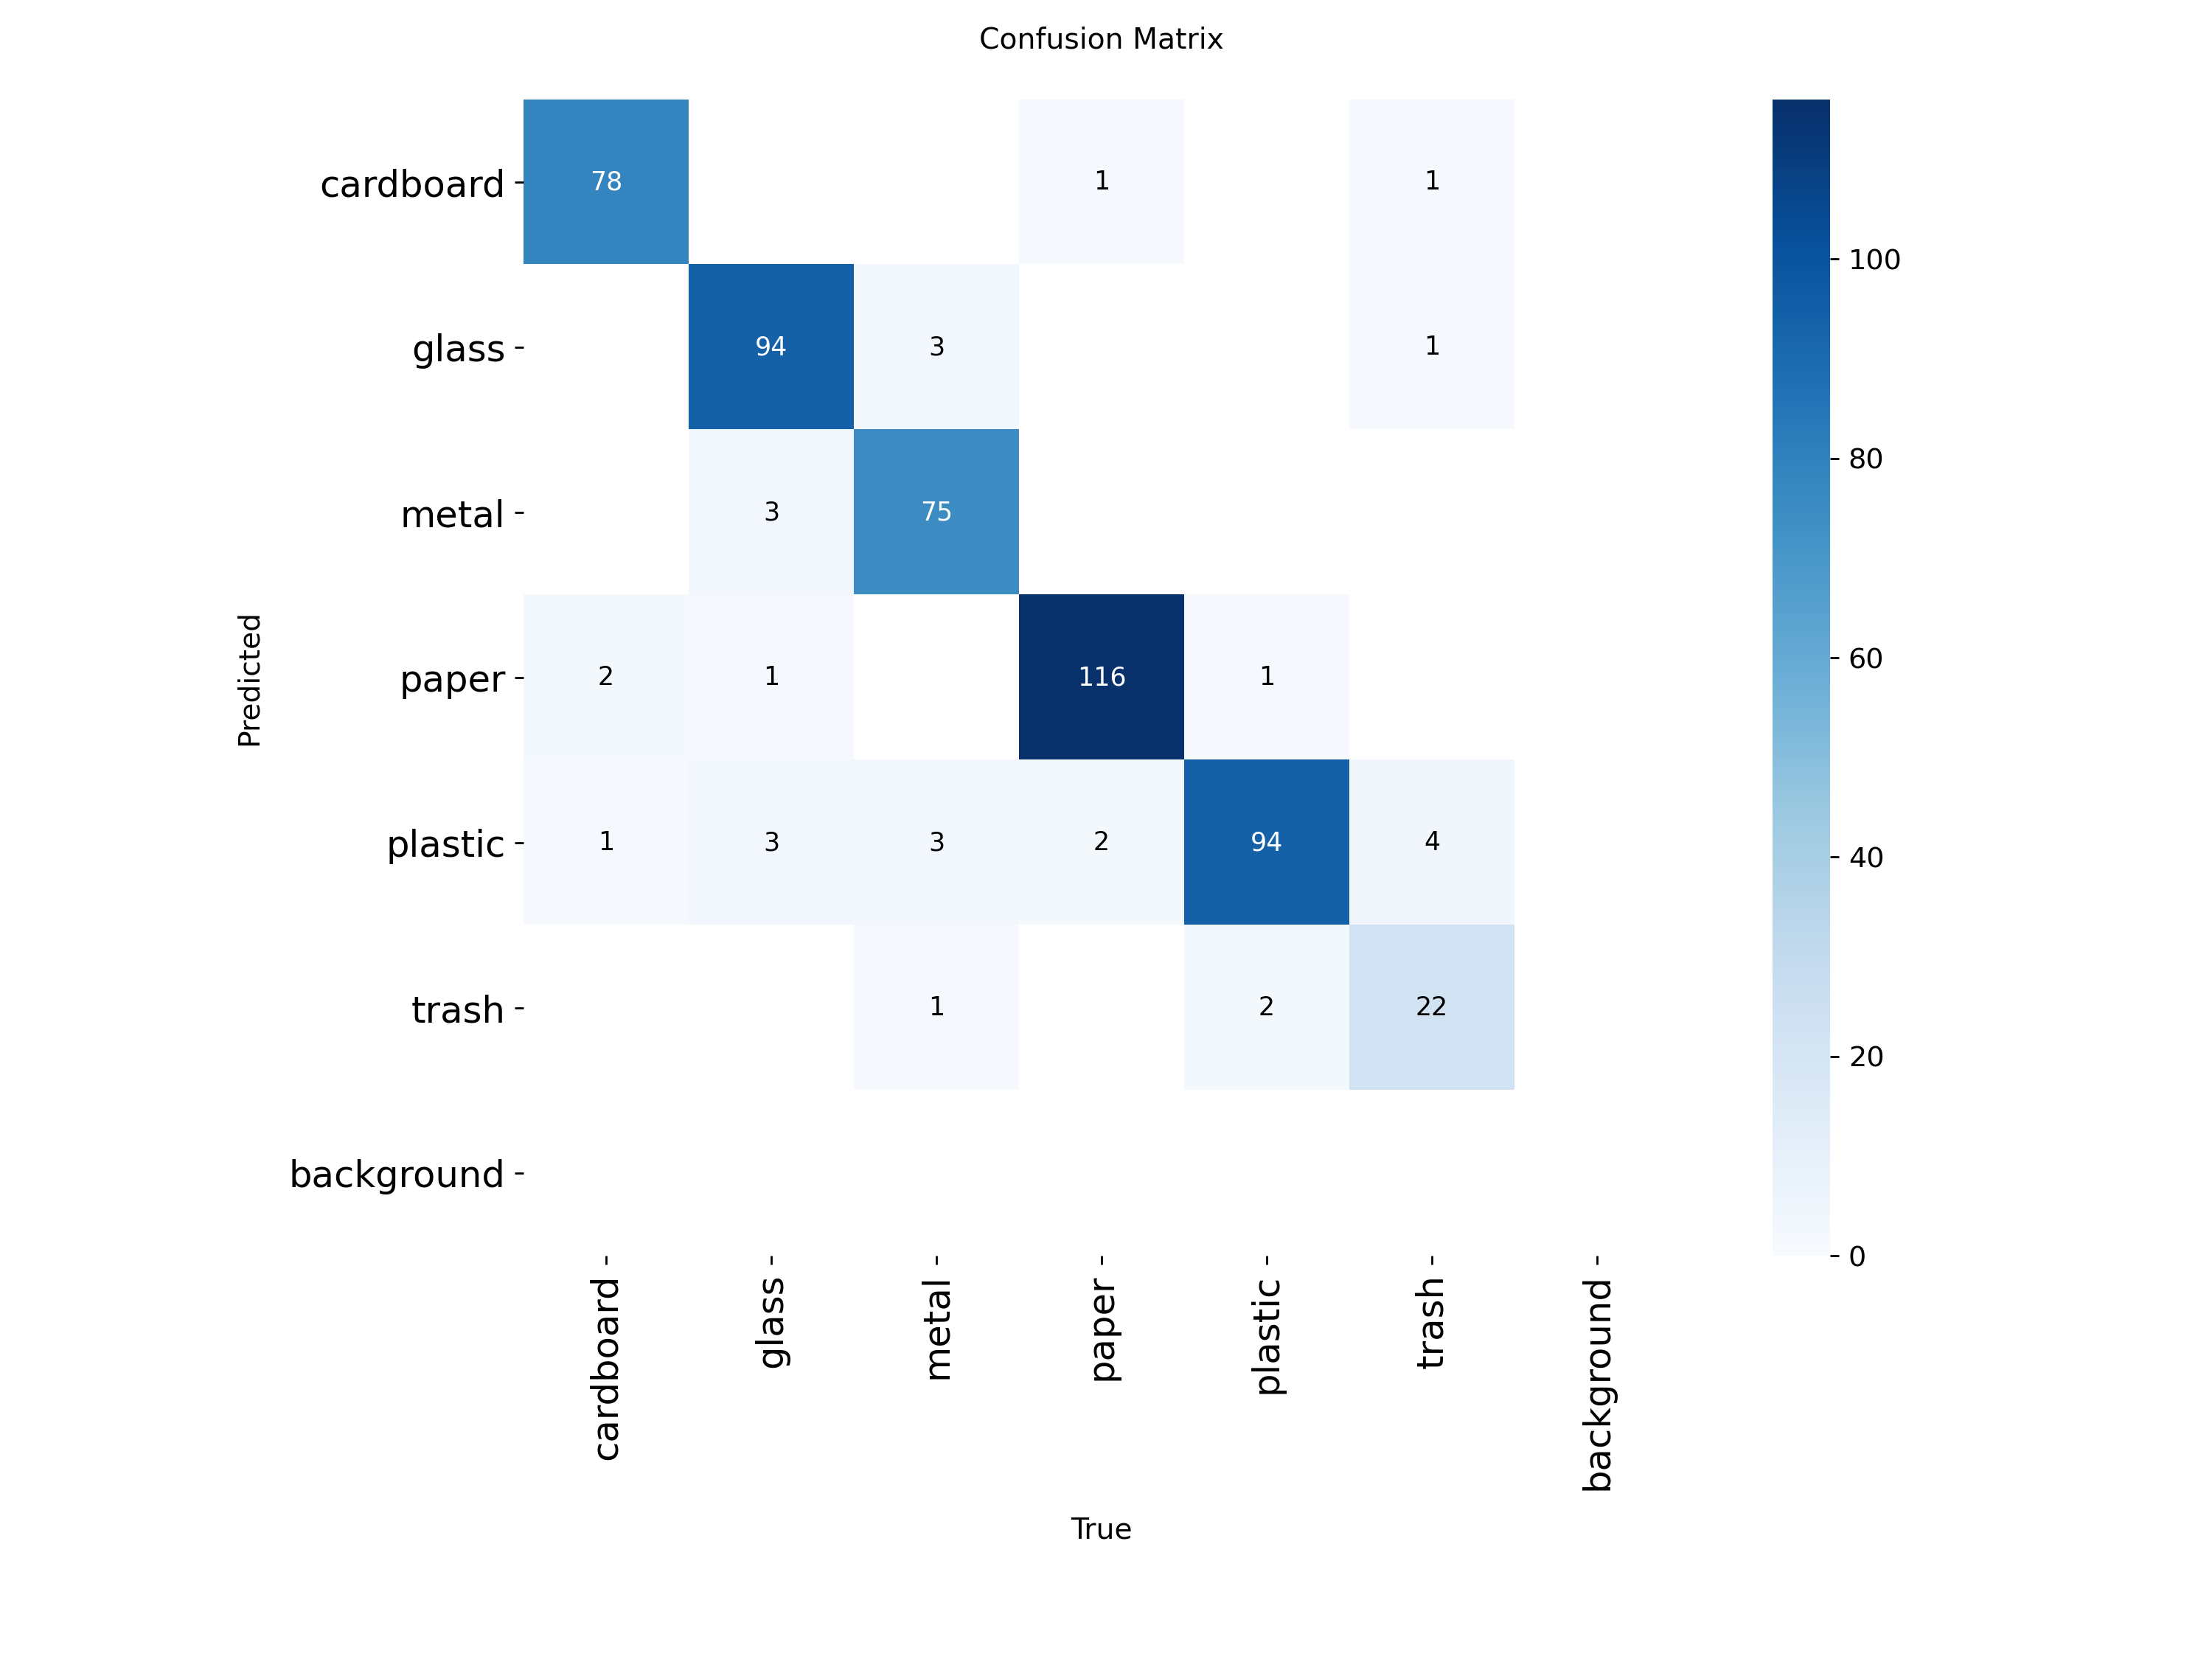 Confusion Matrix
cardboard 78 1 1
glass 94 3 1
metal 3 75
paper 2 1 116 1
plastic 1 3 3 2 94 4
trash 1 2 22
background
cardboard glass metal paper plastic trash background
True
Predicted
100
80
60
40
20
0